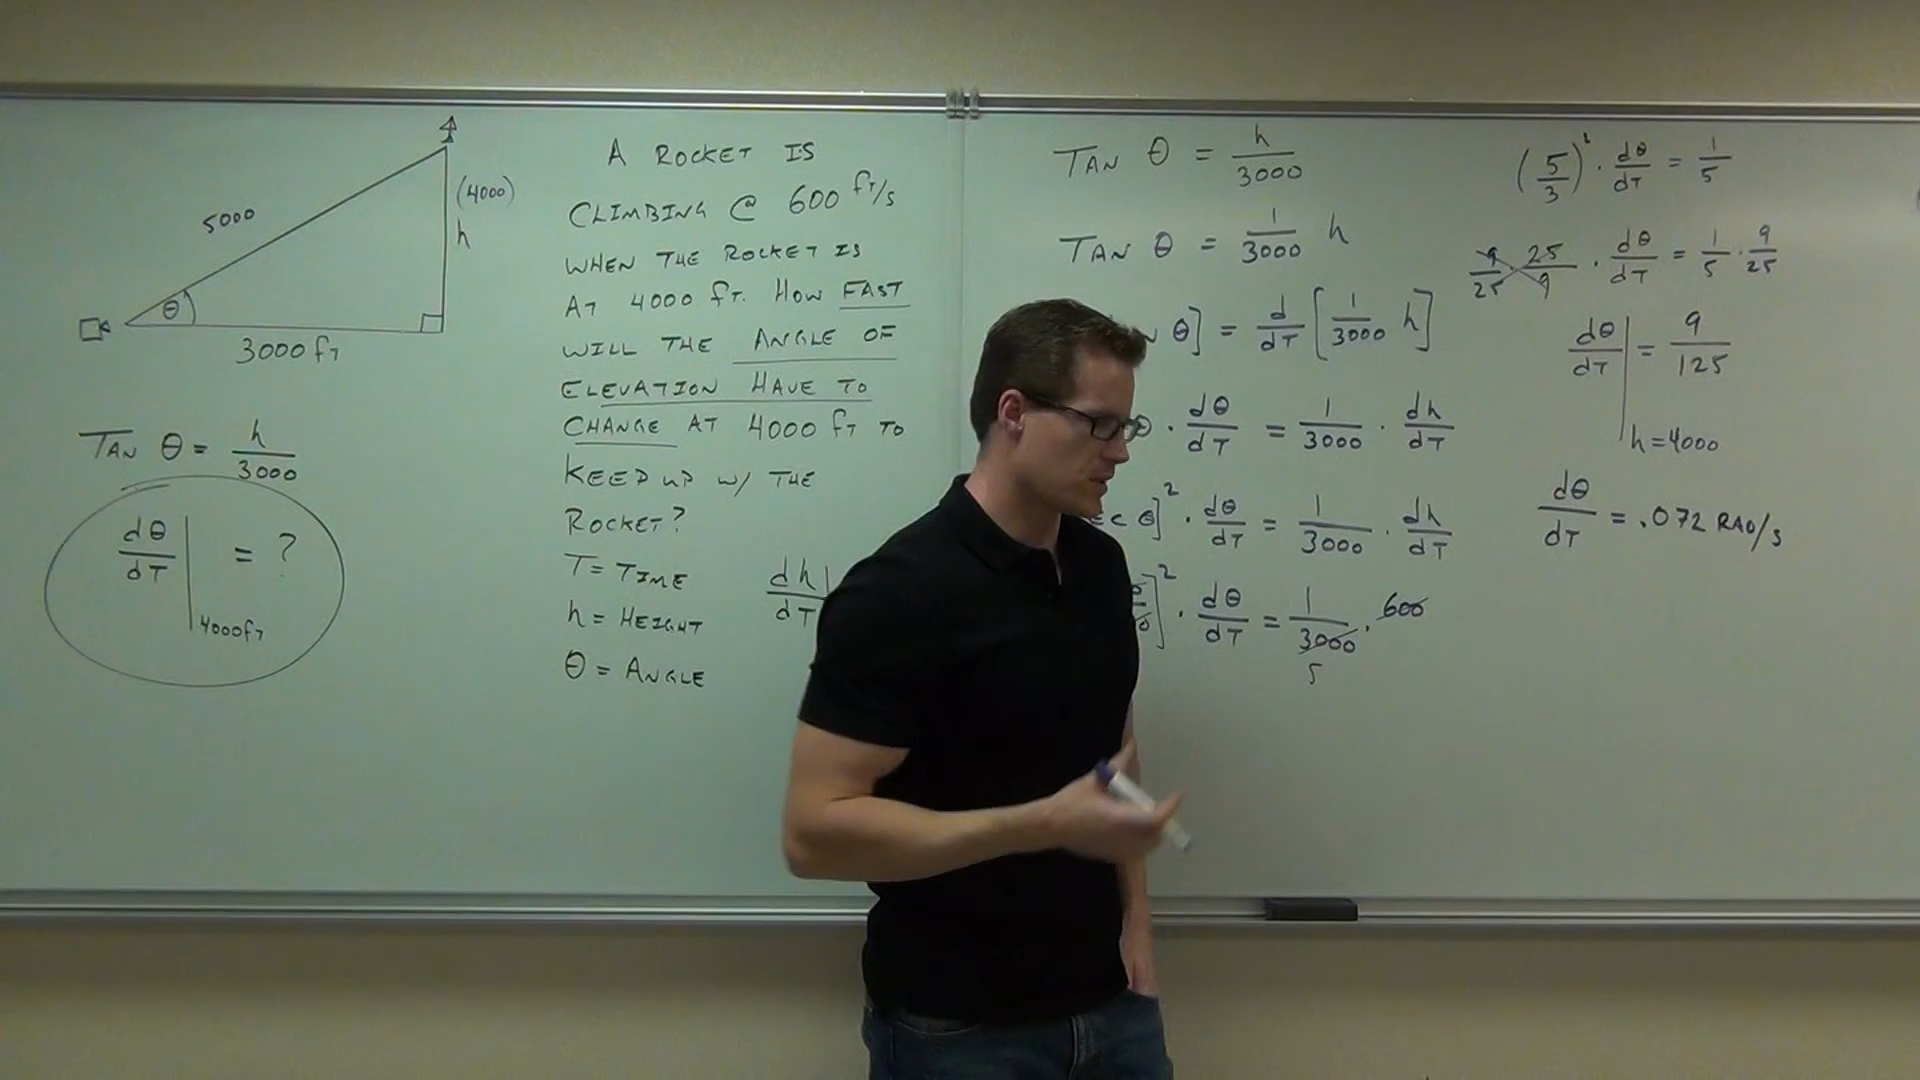 5000
(4000)
h
θ
3000 fT
TAN θ = h/3000
dθ/dT | 4000fT = ?
A ROCKET IS
CLIMBING @ 600 fT/s
WHEN THE ROCKET IS
AT 4000 fT. HOW FAST
WILL THE ANGLE OF
ELEVATION HAVE TO
CHANGE AT 4000 fT TO
KEEP UP w/ THE
ROCKET?
T = TIME
h = HEIGHT
θ = ANGLE
dh/dT |
TAN θ = h/3000
TAN θ = 1/3000 h
θ] = d/dT [1/3000 h]
θ · dθ/dT = 1/3000 · dh/dT
θ]² · dθ/dT = 1/3000 · dh/dT
]² · dθ/dT = 1/3000 · 600
5
(5/3)² · dθ/dT = 1/5
9/25 · 25/9 · dθ/dT = 1/5 · 9/25
dθ/dT | h=4000 = 9/125
dθ/dT = .072 RAD/s